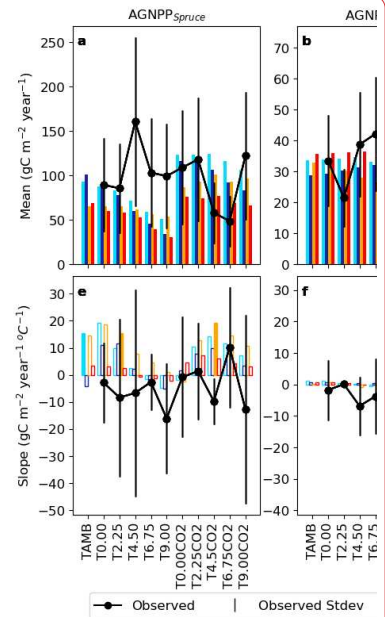 AGNPP_Spruce
AGNP
a
b
Mean (gC m⁻² year⁻¹)
250
200
150
100
50
0
70
60
50
40
30
20
10
0
e
f
Slope (gC m⁻² year⁻¹ °C⁻¹)
30
20
10
0
−10
−20
−30
−40
−50
30
20
10
0
−10
−20
−30
−40
TAMB
T0.00
T2.25
T4.50
T6.75
T9.00
T0.00CO2
T2.25CO2
T4.5CO2
T6.75CO2
T9.00CO2
TAMB
T0.00
T2.25
T4.50
T6.75
Observed
Observed Stdev